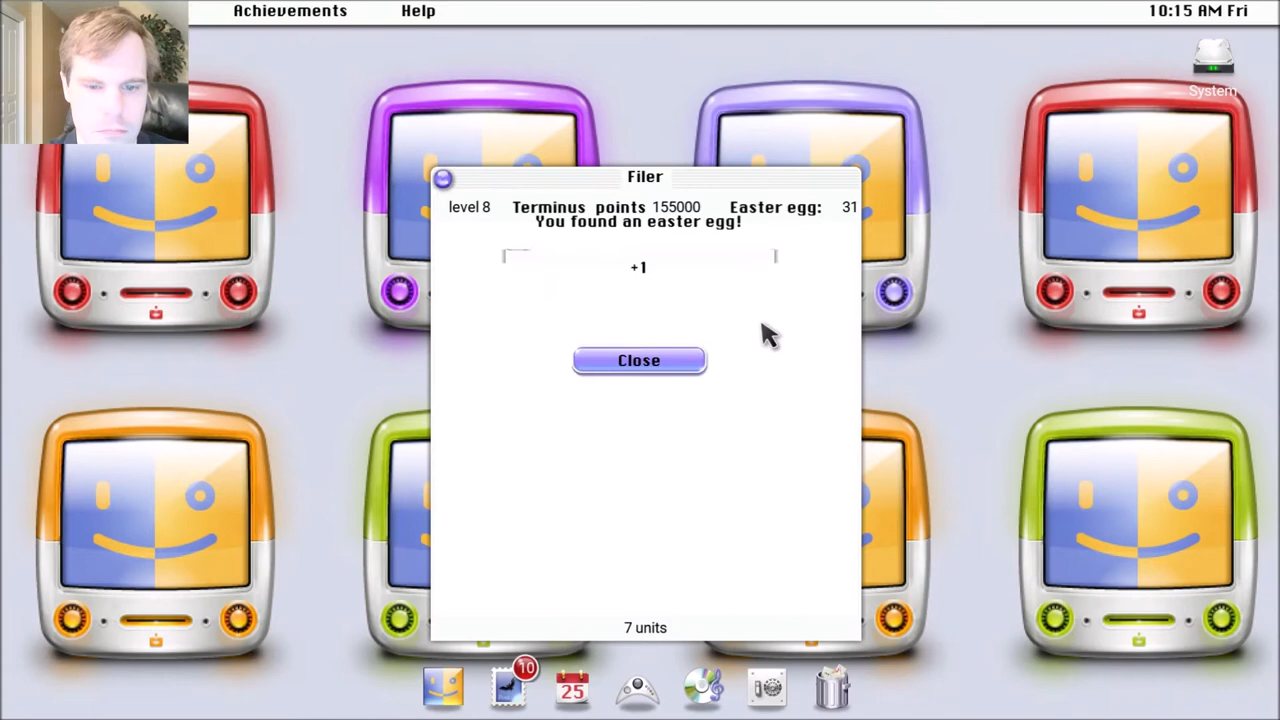 Achievements Help 10:15 AM Fri
System
Filer
level 8 Terminus points 155000 Easter egg: 31
You found an easter egg!
+1
Close
7 units
10
25